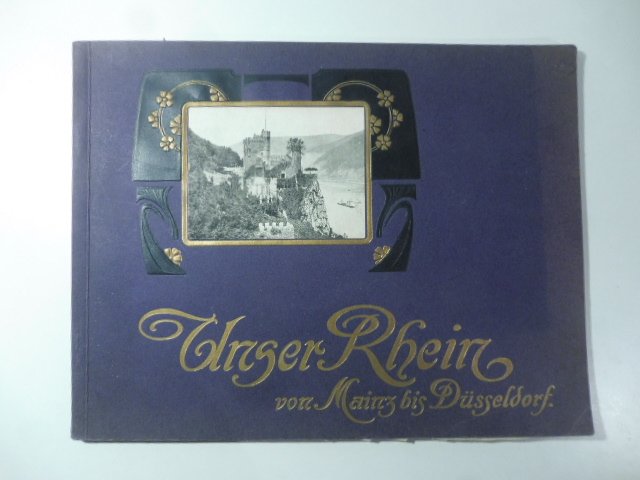 Unser Rhein
von Mainz bis Düsseldorf.